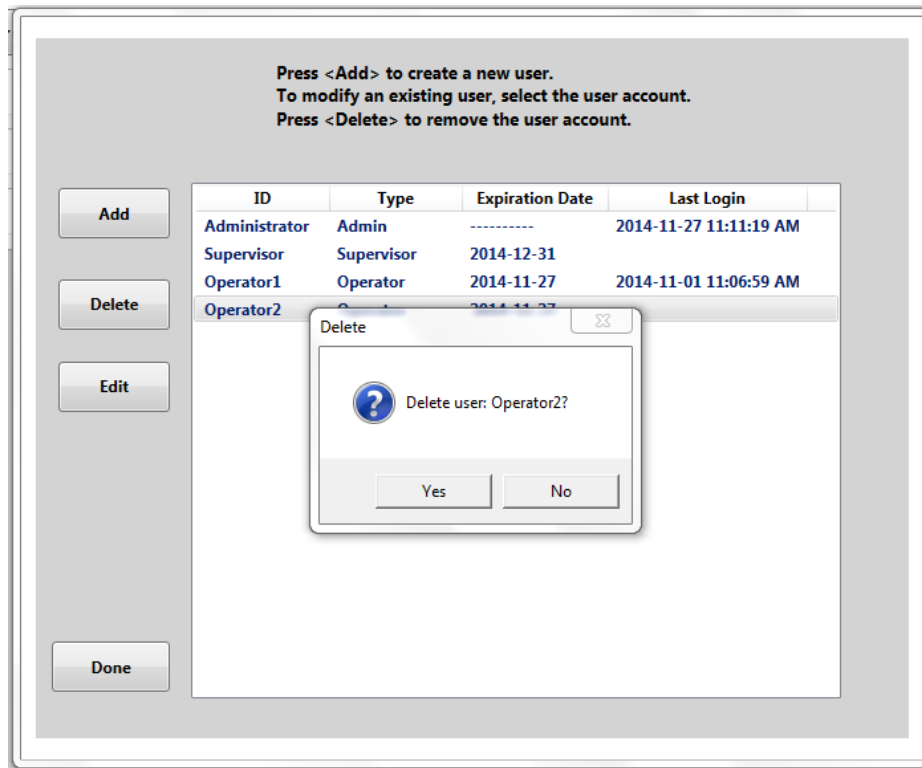 Press <Add> to create a new user.
To modify an existing user, select the user account.
Press <Delete> to remove the user account.
Add
Delete
Edit
Done
ID Type Expiration Date Last Login
Administrator Admin ---------- 2014-11-27 11:11:19 AM
Supervisor Supervisor 2014-12-31
Operator1 Operator 2014-11-27 2014-11-01 11:06:59 AM
Operator2
Delete
Delete user: Operator2?
Yes No